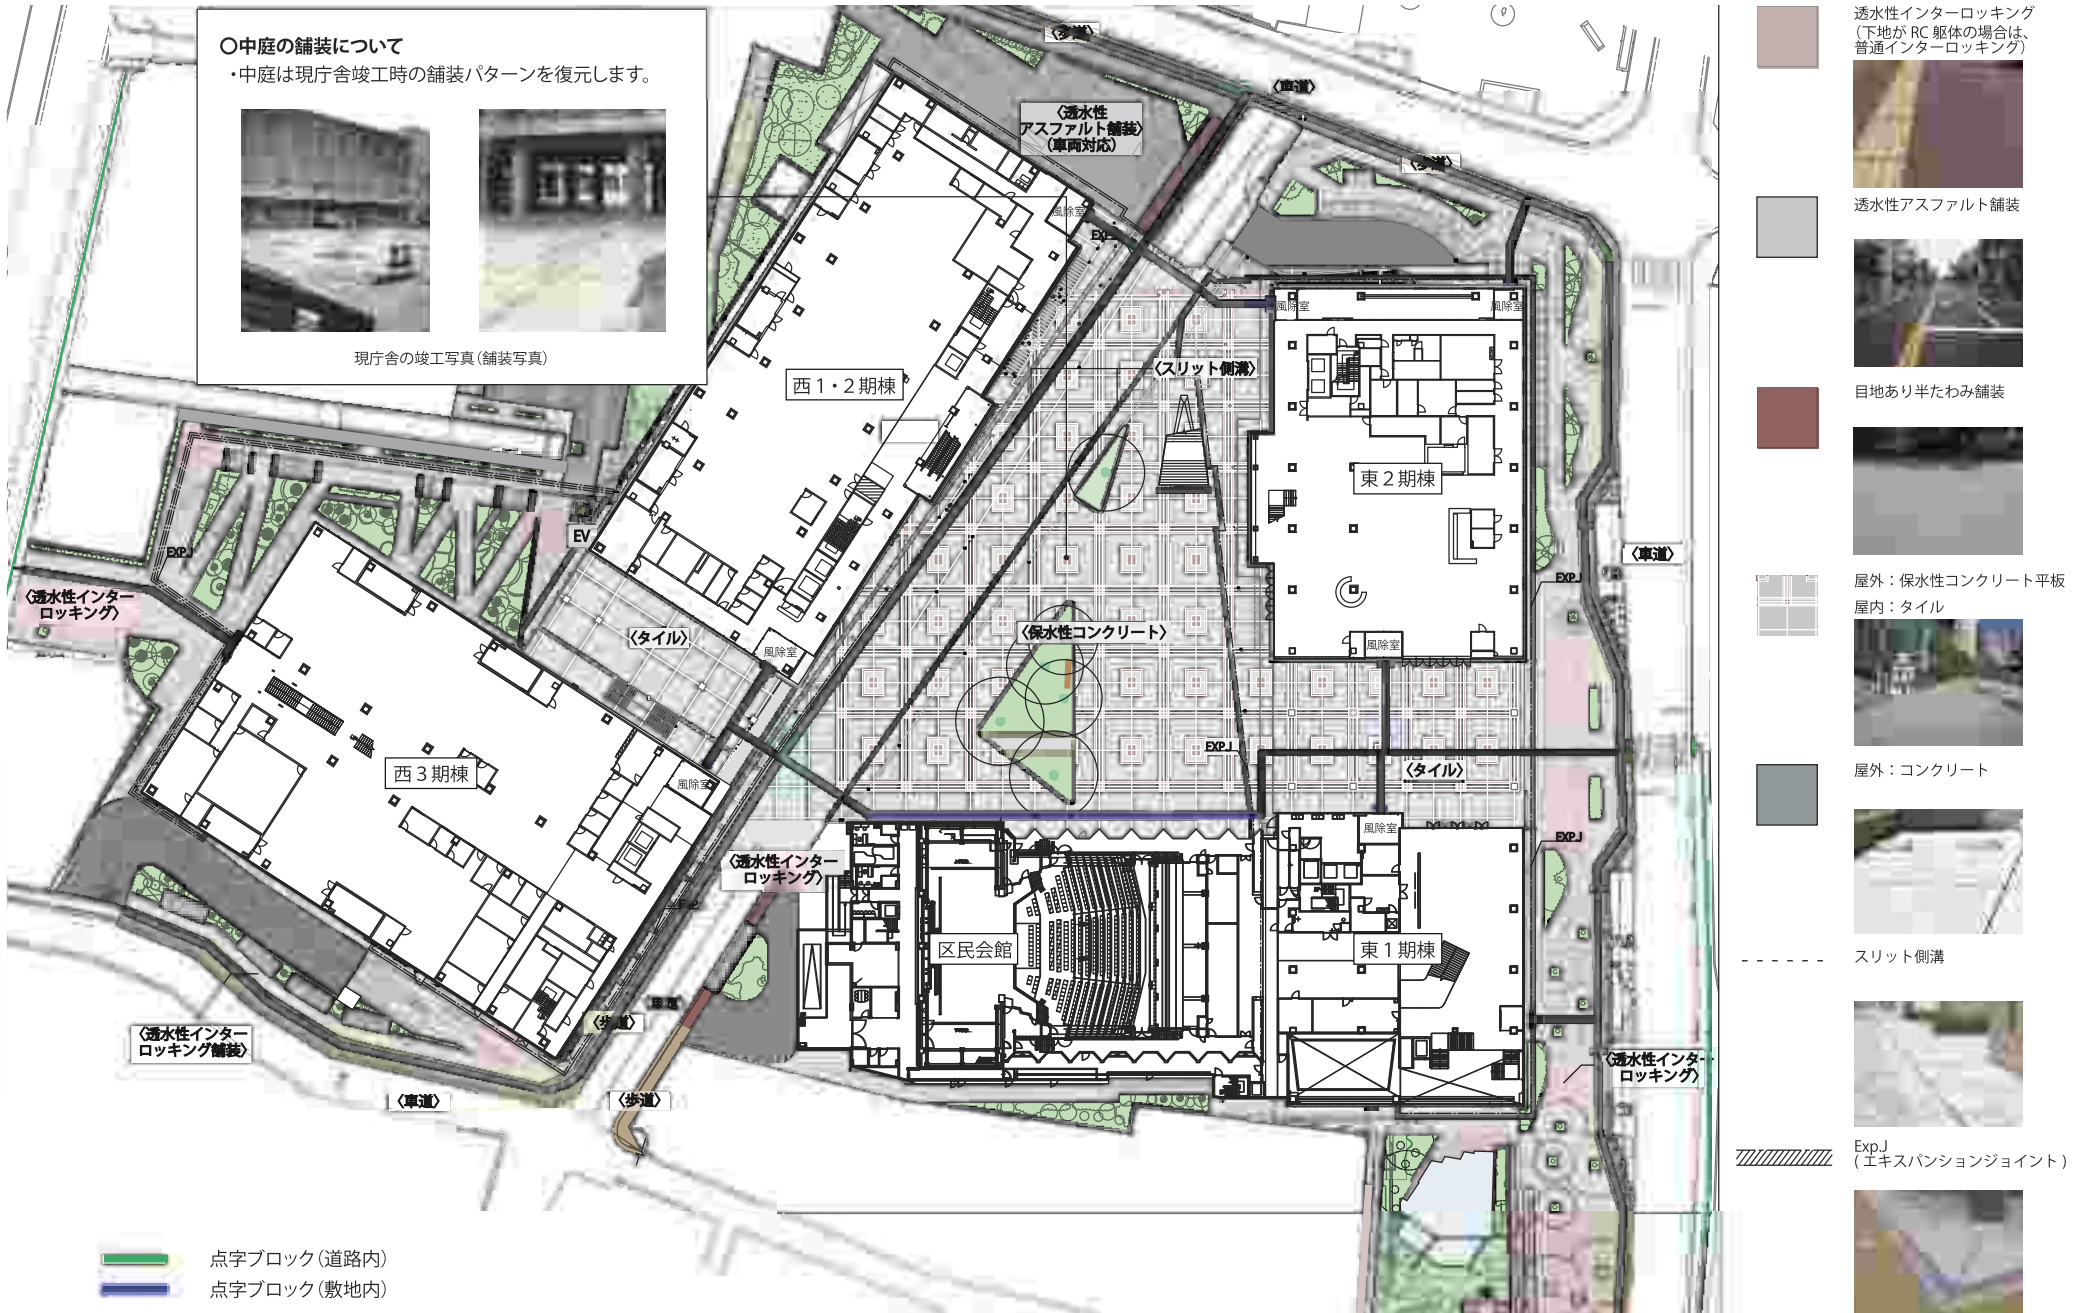 〇中庭の舗装について
・中庭は現庁舎竣工時の舗装パターンを復元します。
現庁舎の竣工写真(舗装写真)
〈歩道〉
〈車道〉
〈透水性
アスファルト舗装〉
(車両対応)
〈歩道〉
風除室
EXP.J
風除室
風除室
〈スリット側溝〉
西1・2期棟
東2期棟
EV
EXP.J
〈車道〉
EXP.J
〈透水性インター
ロッキング〉
〈タイル〉
〈保水性コンクリート〉
風除室
風除室
西3期棟
風除室
EXP.J
〈タイル〉
風除室
EXP.J
〈透水性インター
ロッキング〉
区民会館
東1期棟
〈歩道〉
〈透水性インター
ロッキング舗装〉
〈透水性インター
ロッキング〉
〈車道〉
〈歩道〉
点字ブロック(道路内)
点字ブロック(敷地内)
透水性インターロッキング
(下地が RC 躯体の場合は、
普通インターロッキング)
透水性アスファルト舗装
目地あり半たわみ舗装
屋外：保水性コンクリート平板
屋内：タイル
屋外：コンクリート
スリット側溝
Exp.J
( エキスパンションジョイント )